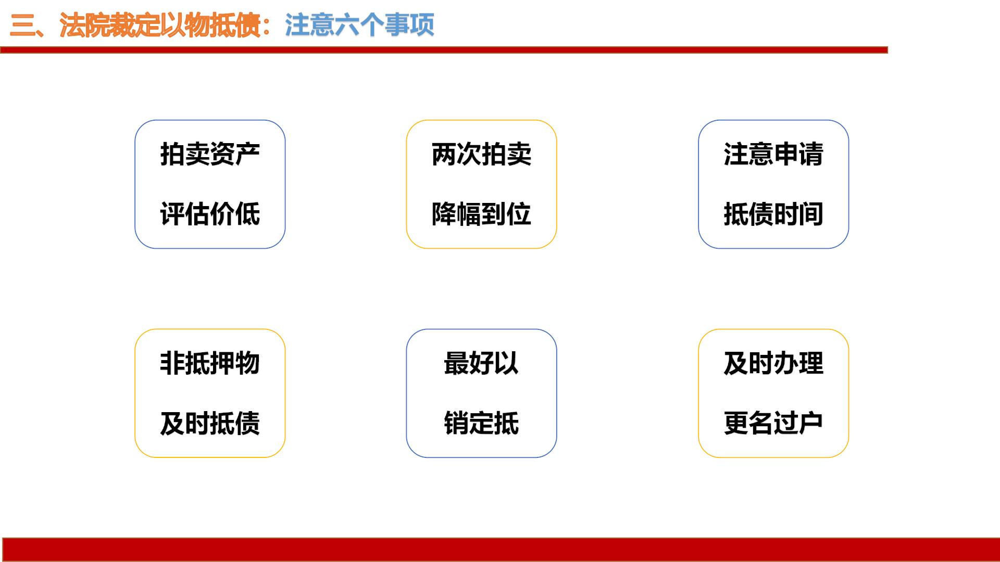 三、法院裁定以物抵债：注意六个事项
拍卖资产
评估价低
两次拍卖
降幅到位
注意申请
抵债时间
非抵押物
及时抵债
最好以
销定抵
及时办理
更名过户